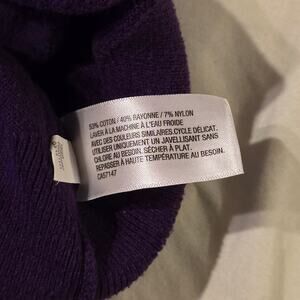 53% COTON / 40% RAYONNE / 7% NYLON
LAVER À LA MACHINE À L'EAU FROIDE
AVEC DES COULEURS SIMILAIRES.CYCLE DÉLICAT.
UTILISER UNIQUEMENT UN JAVELLISANT SANS
CHLORE AU BESOIN. SÉCHER À PLAT.
REPASSER À HAUTE TEMPÉRATURE AU BESOIN.
CA57147